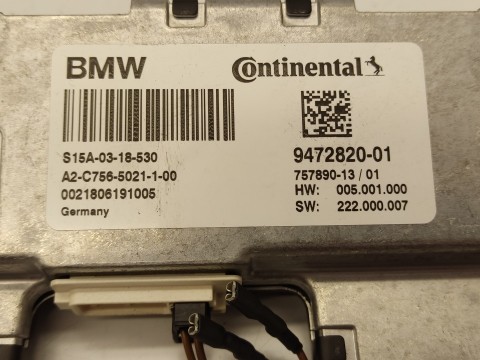 BMW
Continental
S15A-03-18-530
A2-C756-5021-1-00
0021806191005
Germany
9472820-01
757890-13 / 01
HW: 005.001.000
SW: 222.000.007